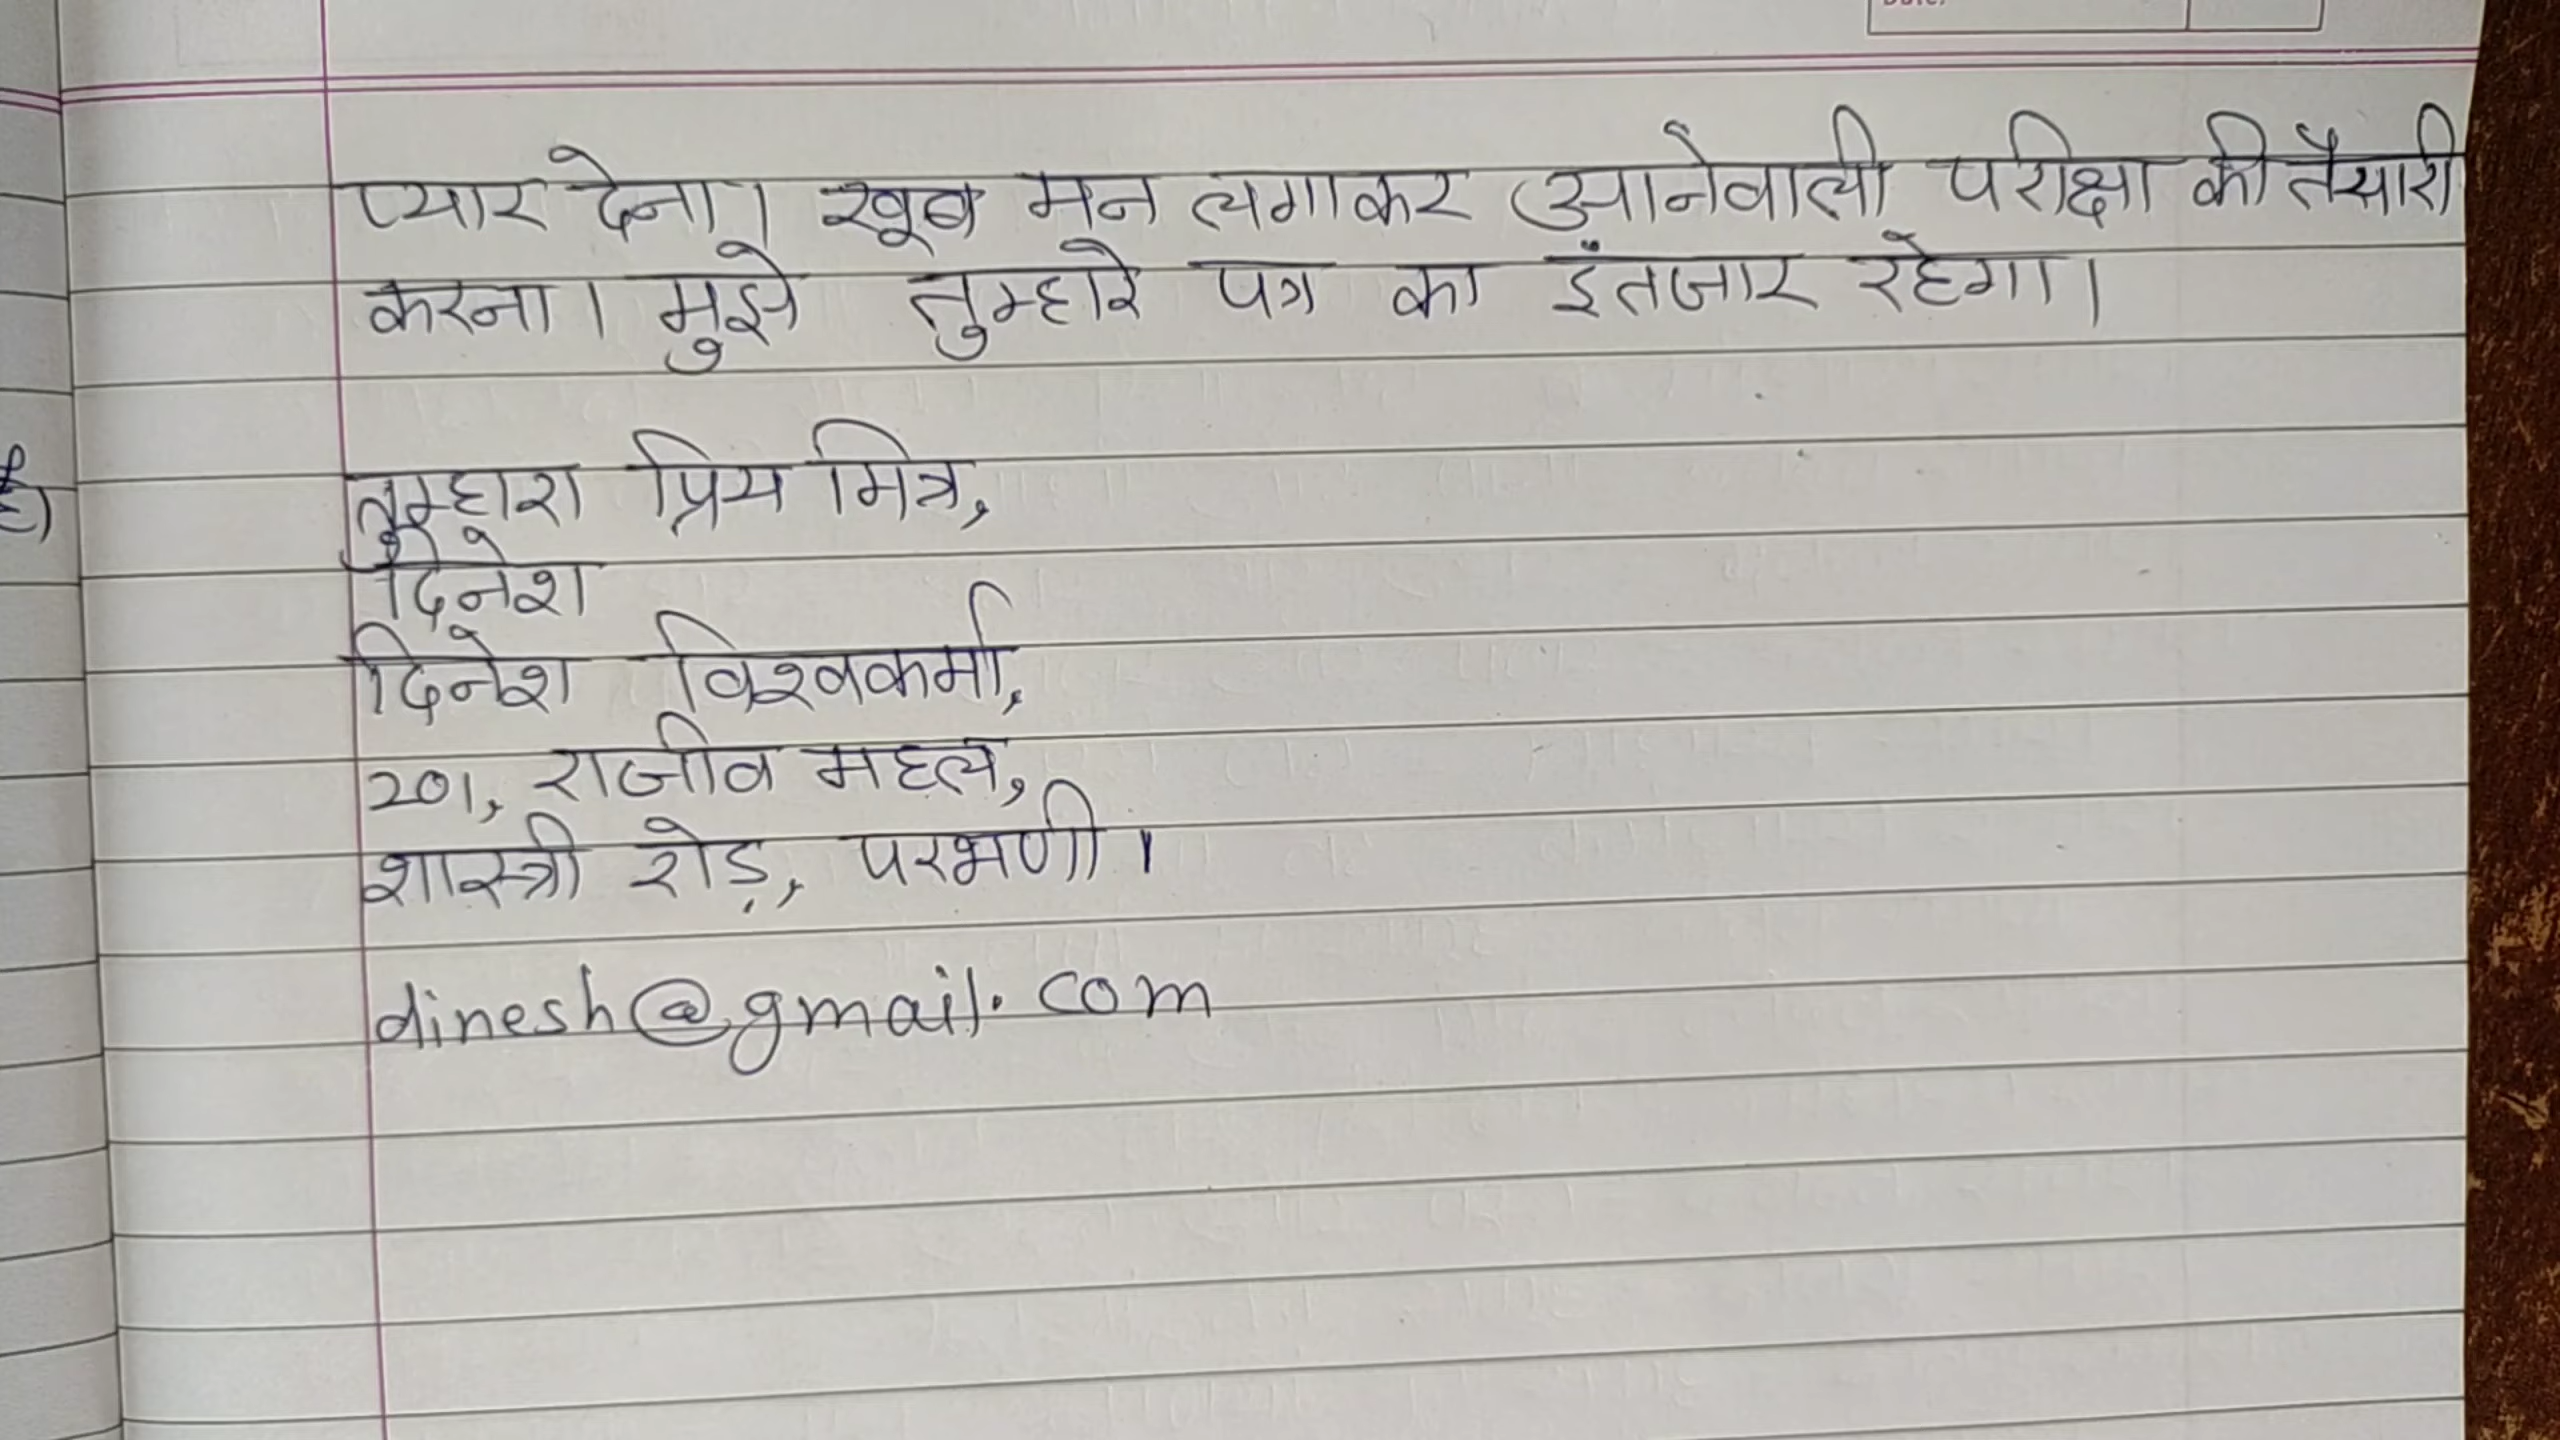 प्यार देना। खूब मन लगाकर आनेवाली परीक्षा की तैयारी
करना। मुझे तुम्हारे पत्र का इंतजार रहेगा।
तुम्हारा प्रिय मित्र,
दिनेश
दिनेश विश्वकर्मा,
201, राजीव महल,
शास्त्री रोड़, परभणी।
dinesh@gmail.com